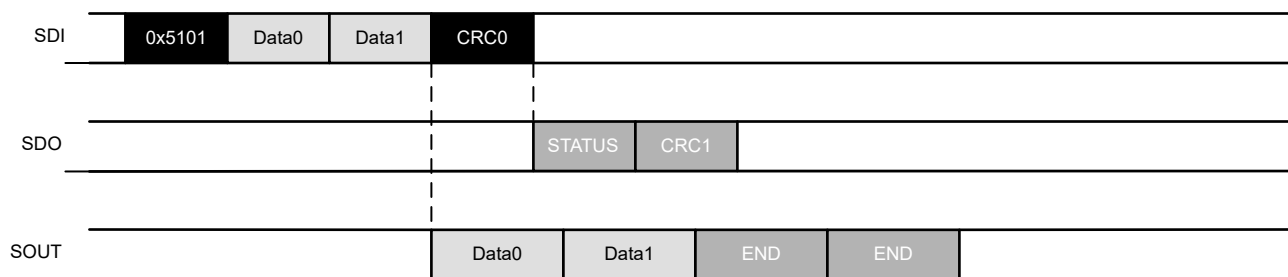 SDI 0x5101 Data0 Data1 CRC0
SDO STATUS CRC1
SOUT Data0 Data1 END END